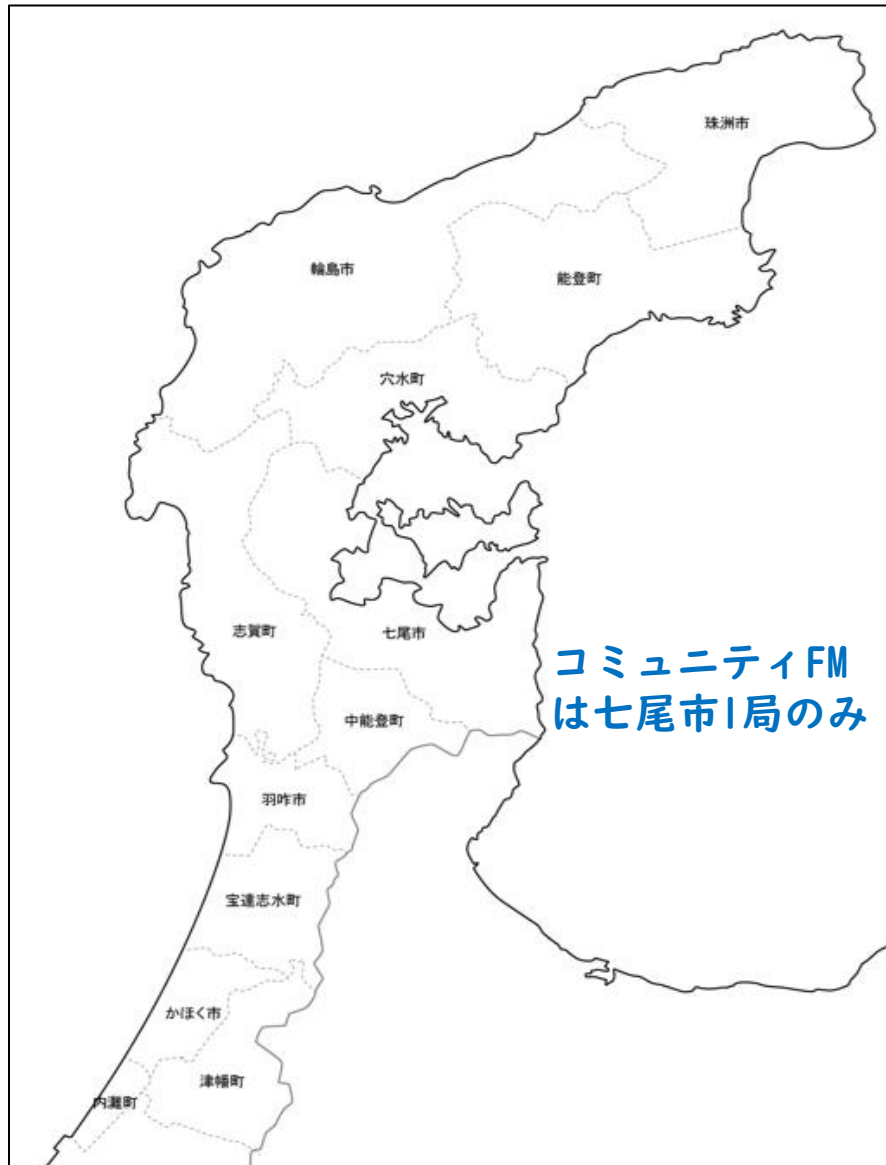 珠洲市
輪島市
能登町
穴水町
志賀町
七尾市
コミュニティFM
は七尾市1局のみ
中能登町
羽咋市
宝達志水町
かほく市
津幡町
内灘町